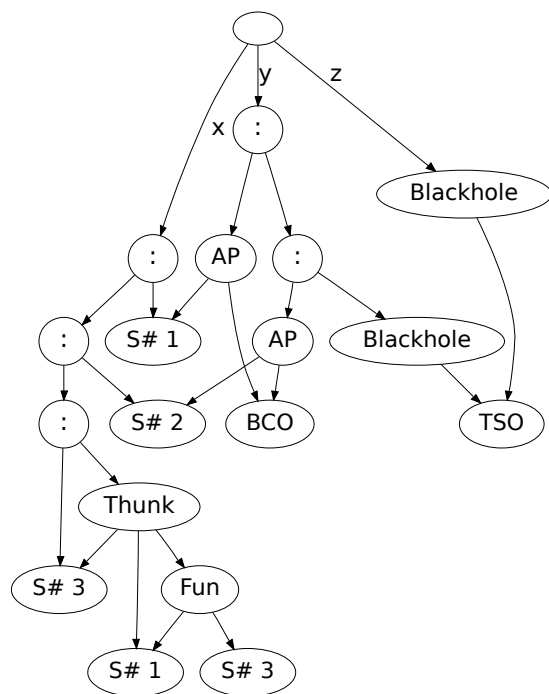 y
z
x
:
Blackhole
:
AP
:
:
S# 1
AP
Blackhole
:
S# 2
BCO
TSO
Thunk
S# 3
Fun
S# 1
S# 3